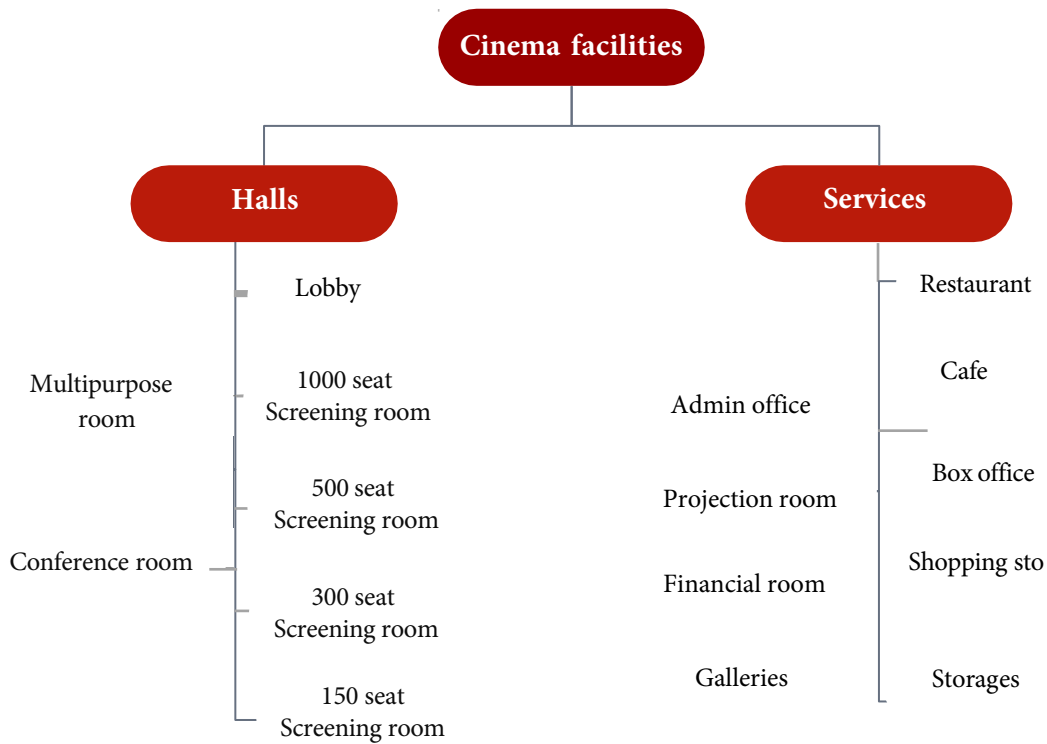 Cinema facilities
Halls
Lobby
Multipurpose
room
1000 seat
Screening room
500 seat
Screening room
Conference room
300 seat
Screening room
150 seat
Screening room
Services
Restaurant
Cafe
Admin office
Box office
Projection room
Shopping sto
Financial room
Galleries
Storages